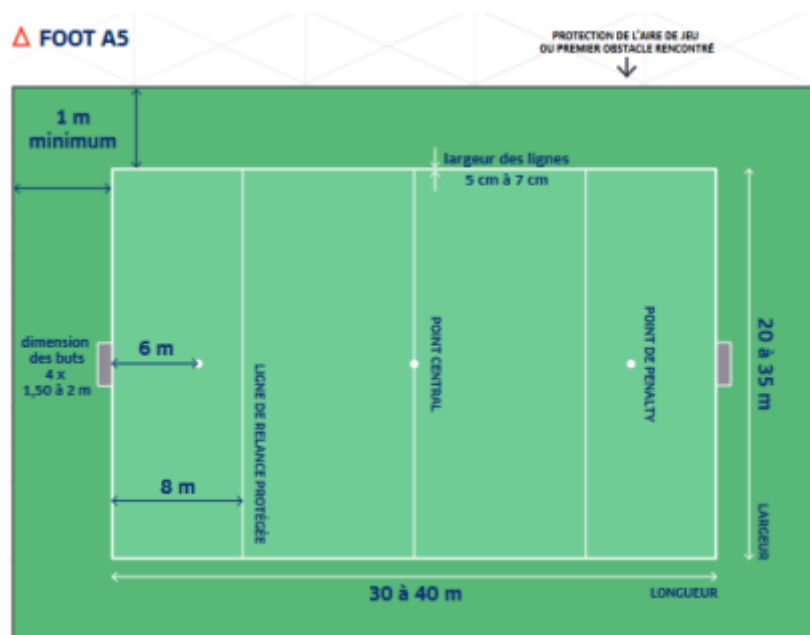 FOOT A5
PROTECTION DE L'AIRE DE JEU
OU PREMIER OBSTACLE RENCONTRÉ
1 m
minimum
largeur des lignes
5 cm à 7 cm
dimension
des buts
4 x
1,50 à 2 m
6 m
8 m
LIGNE DE RELANCE PROTÉGÉE
POINT CENTRAL
POINT DE PENALTY
20 à 35 m
LARGEUR
30 à 40 m
LONGUEUR